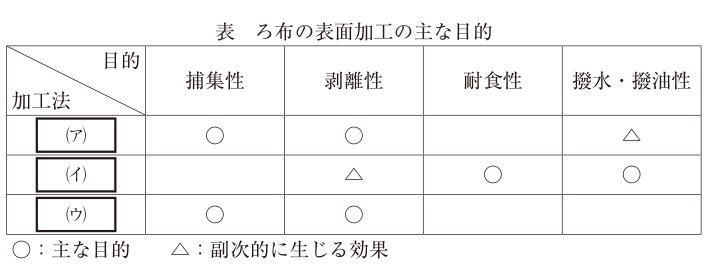 表　ろ布の表面加工の主な目的
目的
加工法
捕集性 剥離性 耐食性 撥水・撥油性
(ア) ○ ○ △
(イ) △ ○ ○
(ウ) ○ ○
○：主な目的　　△：副次的に生じる効果